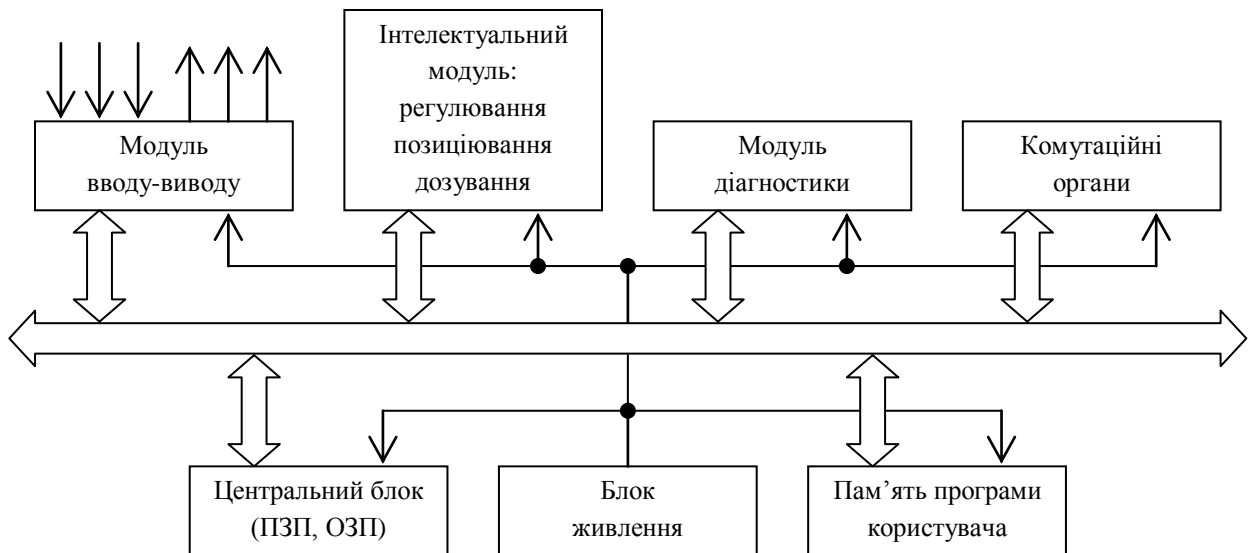 Інтелектуальний
модуль:
регулювання
позиціювання
дозування
Модуль
вводу-виводу
Модуль
діагностики
Комутаційні
органи
Центральний блок
(ПЗП, ОЗП)
Блок
живлення
Пам’ять програми
користувача